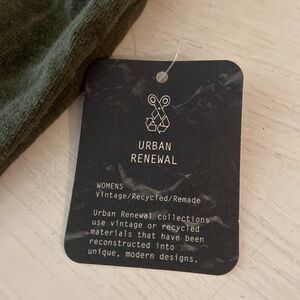 URBAN
RENEWAL
WOMENS
Vintage/Recycled/Remade
Urban Renewal collections
use vintage or recycled
materials that have been
reconstructed into
unique, modern designs.